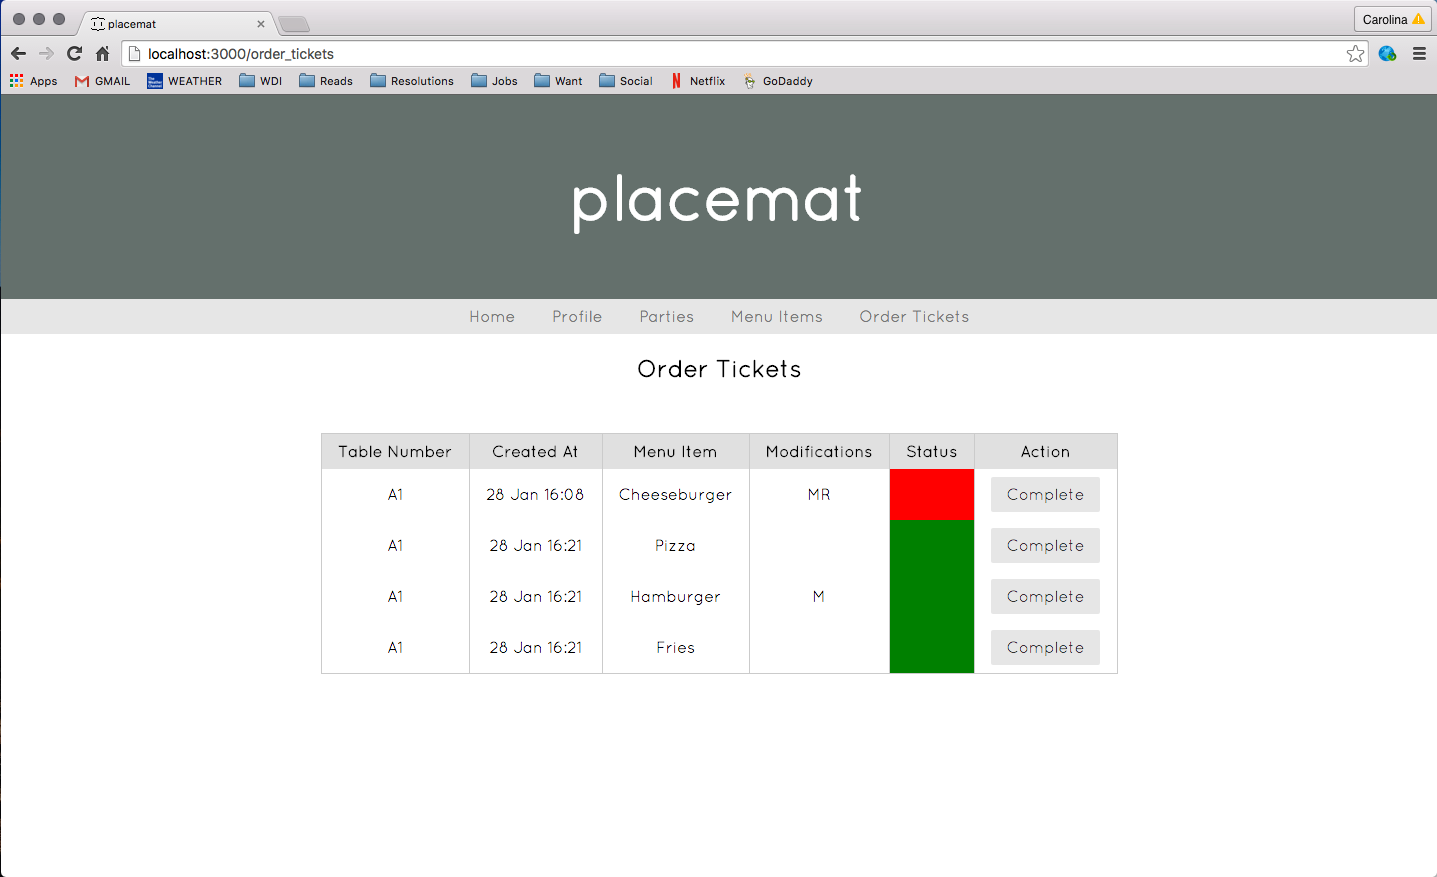 placemat
Carolina
localhost:3000/order_tickets
Apps GMAIL WEATHER WDI Reads Resolutions Jobs Want Social Netflix GoDaddy
placemat
Home Profile Parties Menu Items Order Tickets
Order Tickets
Table Number Created At Menu Item Modifications Status Action
A1 28 Jan 16:08 Cheeseburger MR Complete
A1 28 Jan 16:21 Pizza Complete
A1 28 Jan 16:21 Hamburger M Complete
A1 28 Jan 16:21 Fries Complete